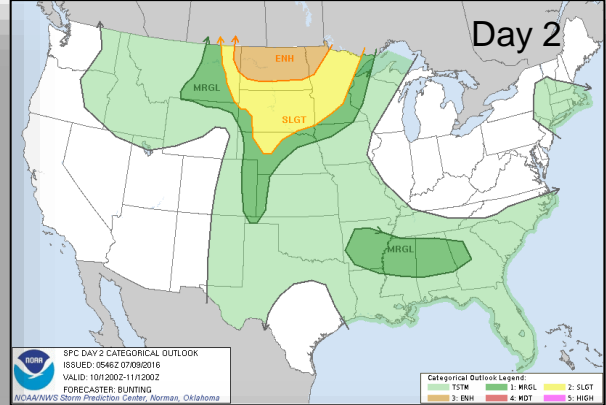 Day 2
ENH
MRGL
SLGT
MRGL
NOAA
SPC DAY 2 CATEGORICAL OUTLOOK
ISSUED: 0546Z 07/09/2016
VALID: 10/1200Z-11/1200Z
FORECASTER: BUNTING
NOAA/NWS Storm Prediction Center, Norman, Oklahoma
Categorical Outlook Legend:
TSTM 1: MRGL 2: SLGT
3: ENH 4: MDT 5: HIGH